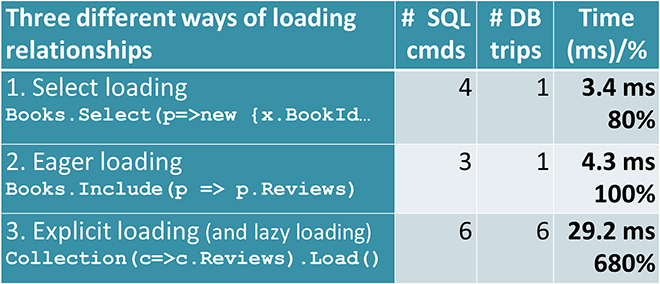 Three different ways of loading relationships # SQL cmds # DB trips Time (ms)/%
1. Select loading 4 1 3.4 ms
Books.Select(p=>new {x.BookId… 80%
2. Eager loading 3 1 4.3 ms
Books.Include(p => p.Reviews) 100%
3. Explicit loading (and lazy loading) 6 6 29.2 ms
Collection(c=>c.Reviews).Load() 680%